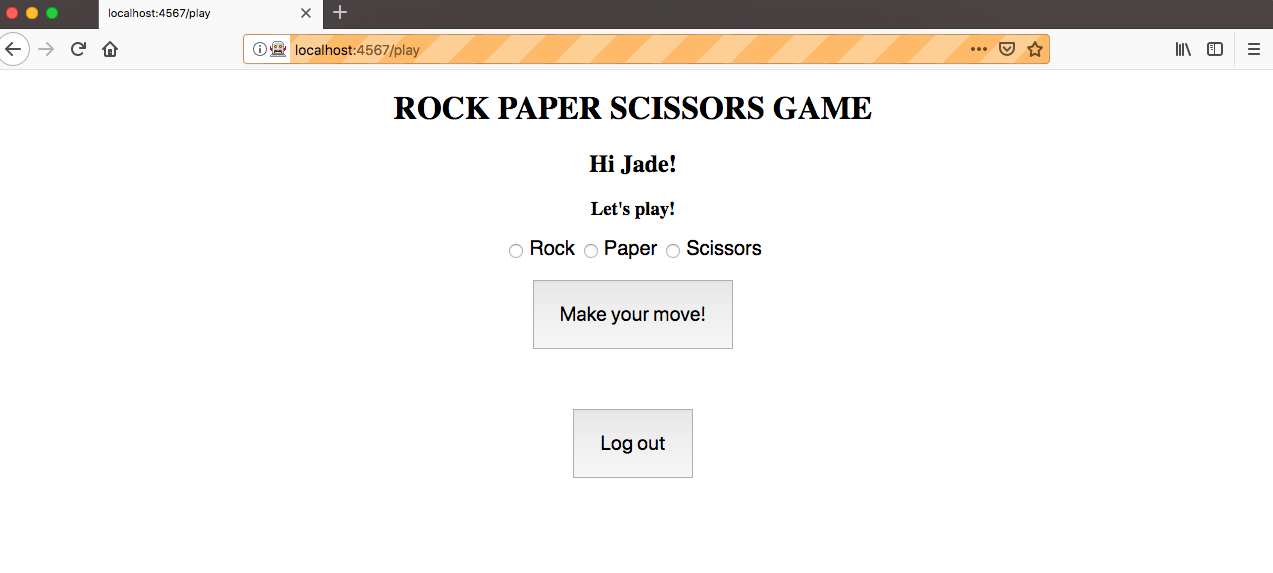 localhost:4567/play
localhost:4567/play
ROCK PAPER SCISSORS GAME
Hi Jade!
Let's play!
Rock Paper Scissors
Make your move!
Log out